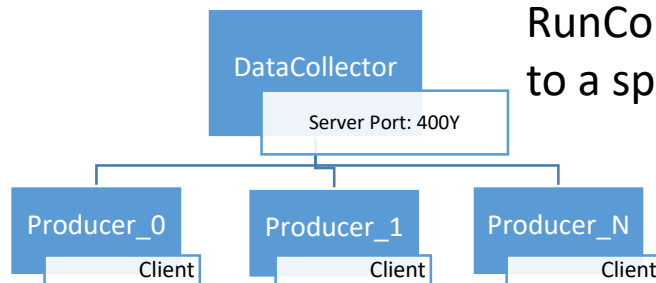 RunCo
to a sp
DataCollector
Server Port: 400Y
Producer_0
Producer_1
Producer_N
Client
Client
Client